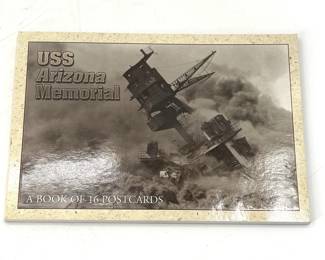 USS
Arizona
Memorial
A BOOK OF 16 POSTCARDS